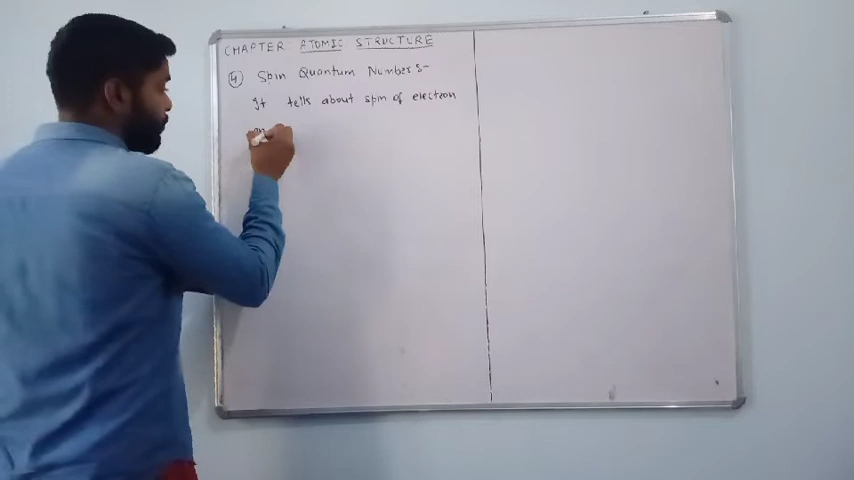 CHAPTER ATOMIC STRUCTURE
④ Spin Quantum Number:-
It tells about spin of electron